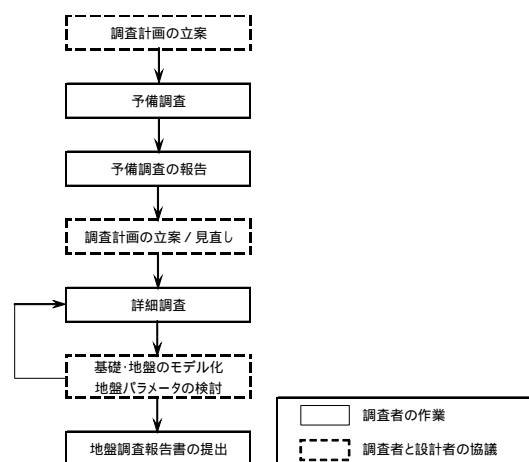 調査計画の立案
予備調査
予備調査の報告
調査計画の立案 / 見直し
詳細調査
基礎･地盤のモデル化
地盤パラメータの検討
地盤調査報告書の提出
調査者の作業
調査者と設計者の協議